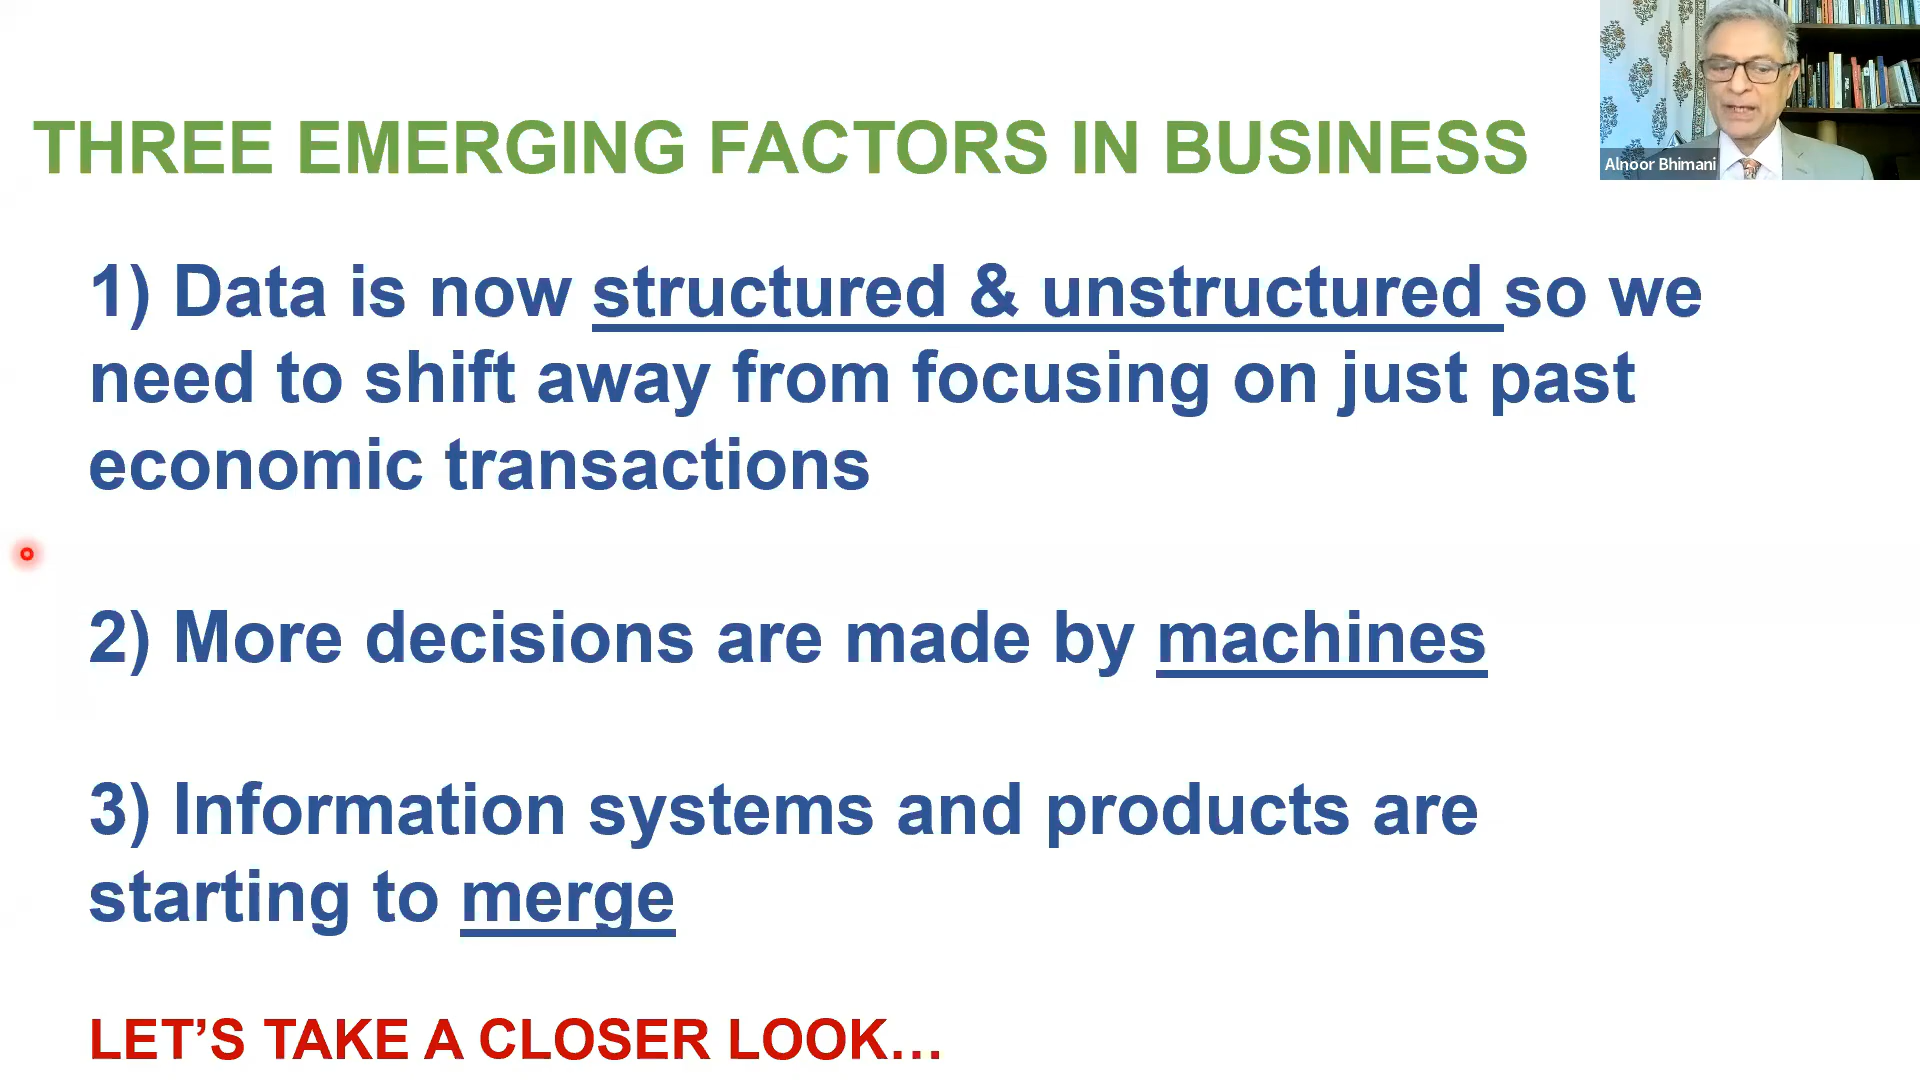 THREE EMERGING FACTORS IN BUSINESS
Alnoor Bhimani
1) Data is now structured & unstructured so we
need to shift away from focusing on just past
economic transactions
2) More decisions are made by machines
3) Information systems and products are
starting to merge
LET’S TAKE A CLOSER LOOK…